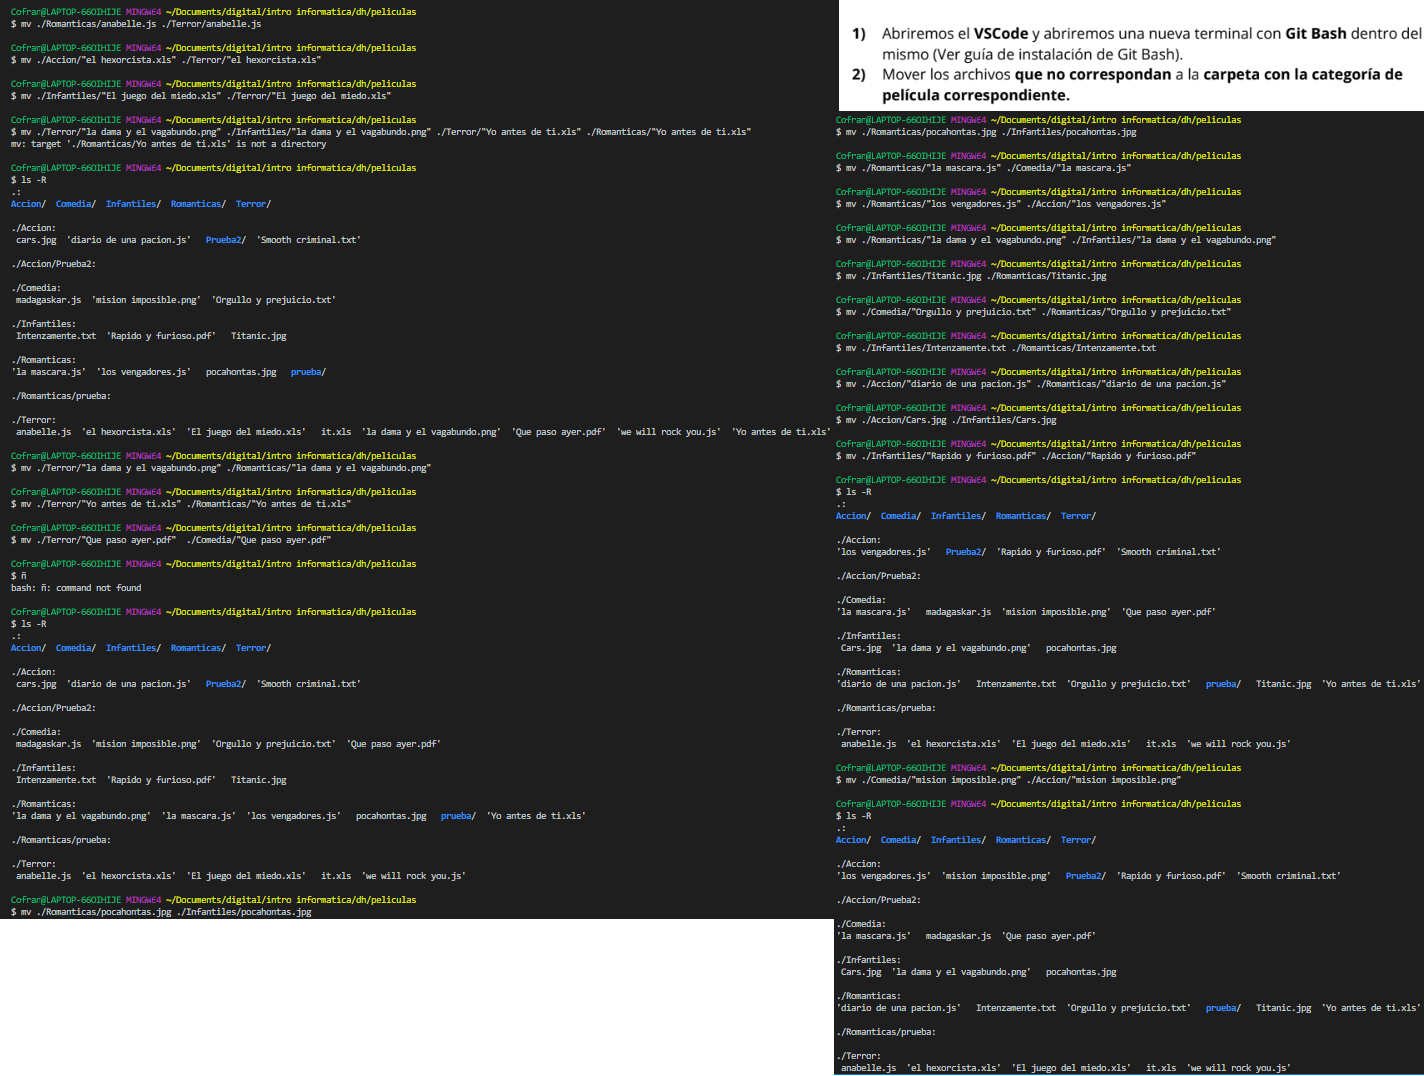 Cofran@LAPTOP-66OIHIJE MINGW64 ~/Documents/digital/intro informatica/dh/peliculas
$ mv ./Romanticas/anabelle.js ./Terror/anabelle.js
Cofran@LAPTOP-66OIHIJE MINGW64 ~/Documents/digital/intro informatica/dh/peliculas
$ mv ./Accion/"el hexorcista.xls" ./Terror/"el hexorcista.xls"
Cofran@LAPTOP-66OIHIJE MINGW64 ~/Documents/digital/intro informatica/dh/peliculas
$ mv ./Infantiles/"El juego del miedo.xls" ./Terror/"El juego del miedo.xls"
Cofran@LAPTOP-66OIHIJE MINGW64 ~/Documents/digital/intro informatica/dh/peliculas
$ mv ./Terror/"la dama y el vagabundo.png" ./Infantiles/"la dama y el vagabundo.png" ./Terror/"Yo antes de ti.xls" ./Romanticas/"Yo antes de ti.xls"
mv: target './Romanticas/Yo antes de ti.xls' is not a directory
Cofran@LAPTOP-66OIHIJE MINGW64 ~/Documents/digital/intro informatica/dh/peliculas
$ ls -R
.:
Accion/  Comedia/  Infantiles/  Romanticas/  Terror/
./Accion:
cars.jpg  'diario de una pacion.js'   Prueba2/  'Smooth criminal.txt'
./Accion/Prueba2:
./Comedia:
madagaskar.js  'mision imposible.png'  'Orgullo y prejuicio.txt'
./Infantiles:
Intenzamente.txt  'Rapido y furioso.pdf'   Titanic.jpg
./Romanticas:
'la mascara.js'  'los vengadores.js'   pocahontas.jpg   prueba/
./Romanticas/prueba:
./Terror:
anabelle.js  'el hexorcista.xls'  'El juego del miedo.xls'   it.xls  'la dama y el vagabundo.png'  'Que paso ayer.pdf'  'we will rock you.js'  'Yo antes de ti.xls'
Cofran@LAPTOP-66OIHIJE MINGW64 ~/Documents/digital/intro informatica/dh/peliculas
$ mv ./Terror/"la dama y el vagabundo.png" ./Romanticas/"la dama y el vagabundo.png"
Cofran@LAPTOP-66OIHIJE MINGW64 ~/Documents/digital/intro informatica/dh/peliculas
$ mv ./Terror/"Yo antes de ti.xls" ./Romanticas/"Yo antes de ti.xls"
Cofran@LAPTOP-66OIHIJE MINGW64 ~/Documents/digital/intro informatica/dh/peliculas
$ mv ./Terror/"Que paso ayer.pdf"  ./Comedia/"Que paso ayer.pdf"
Cofran@LAPTOP-66OIHIJE MINGW64 ~/Documents/digital/intro informatica/dh/peliculas
$ ñ
bash: ñ: command not found
Cofran@LAPTOP-66OIHIJE MINGW64 ~/Documents/digital/intro informatica/dh/peliculas
$ ls -R
.:
Accion/  Comedia/  Infantiles/  Romanticas/  Terror/
./Accion:
cars.jpg  'diario de una pacion.js'   Prueba2/  'Smooth criminal.txt'
./Accion/Prueba2:
./Comedia:
madagaskar.js  'mision imposible.png'  'Orgullo y prejuicio.txt'  'Que paso ayer.pdf'
./Infantiles:
Intenzamente.txt  'Rapido y furioso.pdf'   Titanic.jpg
./Romanticas:
'la dama y el vagabundo.png'  'la mascara.js'  'los vengadores.js'   pocahontas.jpg   prueba/  'Yo antes de ti.xls'
./Romanticas/prueba:
./Terror:
anabelle.js  'el hexorcista.xls'  'El juego del miedo.xls'   it.xls  'we will rock you.js'
Cofran@LAPTOP-66OIHIJE MINGW64 ~/Documents/digital/intro informatica/dh/peliculas
$ mv ./Romanticas/pocahontas.jpg ./Infantiles/pocahontas.jpg
1) Abriremos el VSCode y abriremos una nueva terminal con Git Bash dentro del
mismo (Ver guía de instalación de Git Bash).
2) Mover los archivos que no correspondan a la carpeta con la categoría de
película correspondiente.
Cofran@LAPTOP-66OIHIJE MINGW64 ~/Documents/digital/intro informatica/dh/peliculas
$ mv ./Romanticas/pocahontas.jpg ./Infantiles/pocahontas.jpg
Cofran@LAPTOP-66OIHIJE MINGW64 ~/Documents/digital/intro informatica/dh/peliculas
$ mv ./Romanticas/"la mascara.js" ./Comedia/"la mascara.js"
Cofran@LAPTOP-66OIHIJE MINGW64 ~/Documents/digital/intro informatica/dh/peliculas
$ mv ./Romanticas/"los vengadores.js" ./Accion/"los vengadores.js"
Cofran@LAPTOP-66OIHIJE MINGW64 ~/Documents/digital/intro informatica/dh/peliculas
$ mv ./Romanticas/"la dama y el vagabundo.png" ./Infantiles/"la dama y el vagabundo.png"
Cofran@LAPTOP-66OIHIJE MINGW64 ~/Documents/digital/intro informatica/dh/peliculas
$ mv ./Infantiles/Titanic.jpg ./Romanticas/Titanic.jpg
Cofran@LAPTOP-66OIHIJE MINGW64 ~/Documents/digital/intro informatica/dh/peliculas
$ mv ./Comedia/"Orgullo y prejuicio.txt" ./Romanticas/"Orgullo y prejuicio.txt"
Cofran@LAPTOP-66OIHIJE MINGW64 ~/Documents/digital/intro informatica/dh/peliculas
$ mv ./Infantiles/Intenzamente.txt ./Romanticas/Intenzamente.txt
Cofran@LAPTOP-66OIHIJE MINGW64 ~/Documents/digital/intro informatica/dh/peliculas
$ mv ./Accion/"diario de una pacion.js" ./Romanticas/"diario de una pacion.js"
Cofran@LAPTOP-66OIHIJE MINGW64 ~/Documents/digital/intro informatica/dh/peliculas
$ mv ./Accion/Cars.jpg ./Infantiles/Cars.jpg
Cofran@LAPTOP-66OIHIJE MINGW64 ~/Documents/digital/intro informatica/dh/peliculas
$ mv ./Infantiles/"Rapido y furioso.pdf" ./Accion/"Rapido y furioso.pdf"
Cofran@LAPTOP-66OIHIJE MINGW64 ~/Documents/digital/intro informatica/dh/peliculas
$ ls -R
.:
Accion/  Comedia/  Infantiles/  Romanticas/  Terror/
./Accion:
'los vengadores.js'   Prueba2/  'Rapido y furioso.pdf'  'Smooth criminal.txt'
./Accion/Prueba2:
./Comedia:
'la mascara.js'   madagaskar.js  'mision imposible.png'  'Que paso ayer.pdf'
./Infantiles:
Cars.jpg  'la dama y el vagabundo.png'   pocahontas.jpg
./Romanticas:
'diario de una pacion.js'   Intenzamente.txt  'Orgullo y prejuicio.txt'   prueba/   Titanic.jpg  'Yo antes de ti.xls'
./Romanticas/prueba:
./Terror:
anabelle.js  'el hexorcista.xls'  'El juego del miedo.xls'   it.xls  'we will rock you.js'
Cofran@LAPTOP-66OIHIJE MINGW64 ~/Documents/digital/intro informatica/dh/peliculas
$ mv ./Comedia/"mision imposible.png" ./Accion/"mision imposible.png"
Cofran@LAPTOP-66OIHIJE MINGW64 ~/Documents/digital/intro informatica/dh/peliculas
$ ls -R
.:
Accion/  Comedia/  Infantiles/  Romanticas/  Terror/
./Accion:
'los vengadores.js'  'mision imposible.png'   Prueba2/  'Rapido y furioso.pdf'  'Smooth criminal.txt'
./Accion/Prueba2:
./Comedia:
'la mascara.js'   madagaskar.js  'Que paso ayer.pdf'
./Infantiles:
Cars.jpg  'la dama y el vagabundo.png'   pocahontas.jpg
./Romanticas:
'diario de una pacion.js'   Intenzamente.txt  'Orgullo y prejuicio.txt'   prueba/   Titanic.jpg  'Yo antes de ti.xls'
./Romanticas/prueba:
./Terror:
anabelle.js  'el hexorcista.xls'  'El juego del miedo.xls'   it.xls  'we will rock you.js'